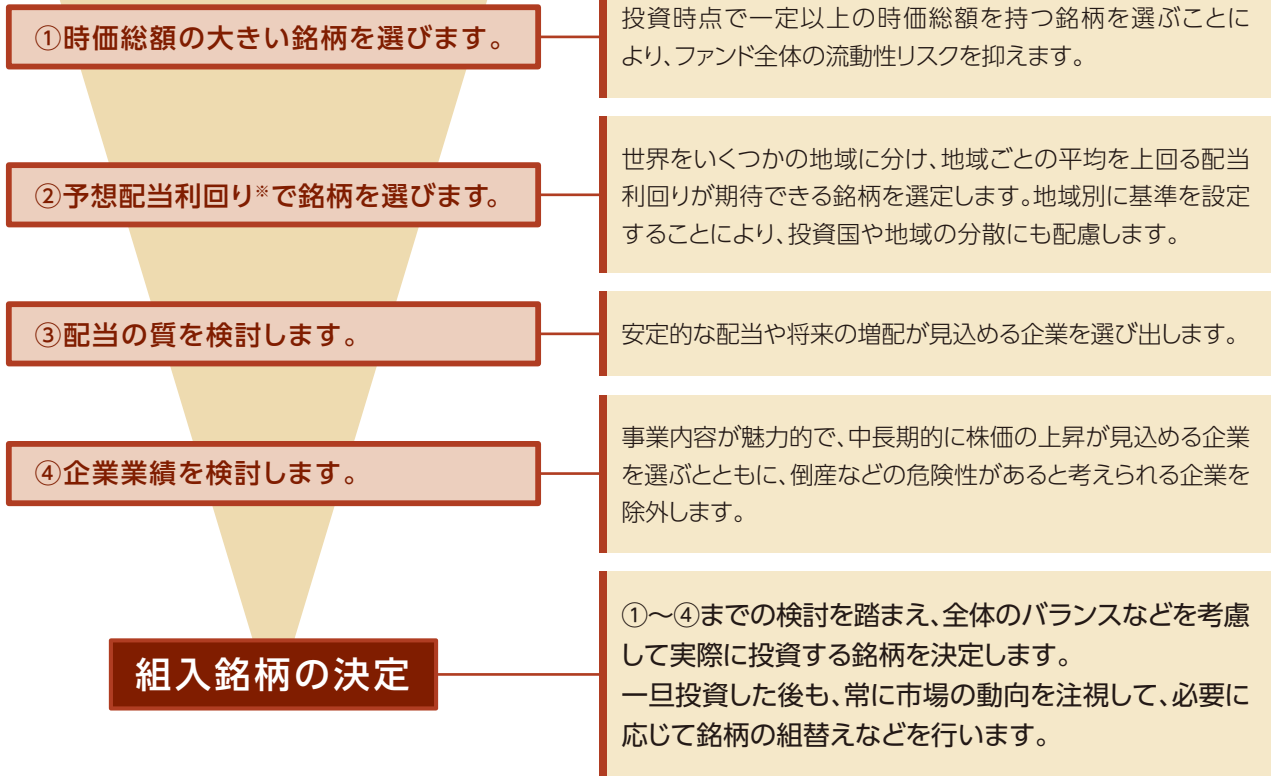 ①時価総額の大きい銘柄を選びます。
投資時点で一定以上の時価総額を持つ銘柄を選ぶことに
より、ファンド全体の流動性リスクを抑えます。
②予想配当利回り※で銘柄を選びます。
世界をいくつかの地域に分け、地域ごとの平均を上回る配当
利回りが期待できる銘柄を選定します。地域別に基準を設定
することにより、投資国や地域の分散にも配慮します。
③配当の質を検討します。
安定的な配当や将来の増配が見込める企業を選び出します。
④企業業績を検討します。
事業内容が魅力的で、中長期的に株価の上昇が見込める企業
を選ぶとともに、倒産などの危険性があると考えられる企業を
除外します。
組入銘柄の決定
①〜④までの検討を踏まえ、全体のバランスなどを考慮
して実際に投資する銘柄を決定します。
一旦投資した後も、常に市場の動向を注視して、必要に
応じて銘柄の組替えなどを行います。